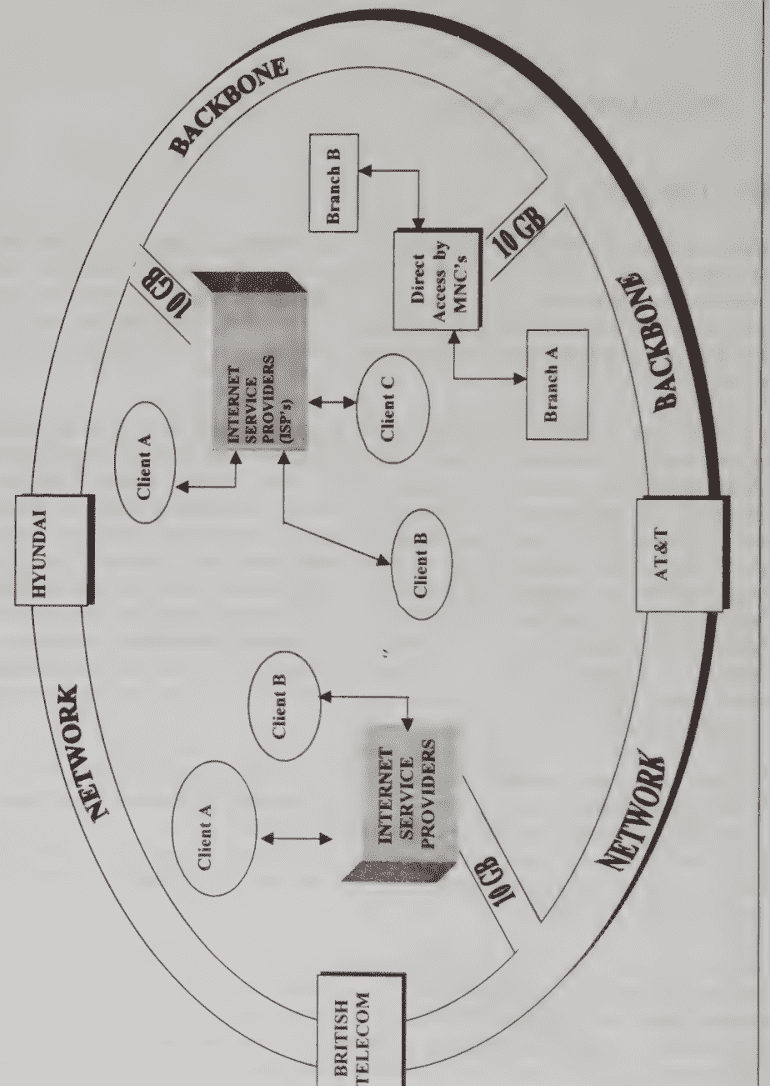 HYUNDAI
NETWORK
BACKBONE
10 GB
Client A
Client A
INTERNET
SERVICE
PROVIDERS
(ISP's)
Client B
Branch B
BRITISH
TELECOM
INTERNET
SERVICE
PROVIDERS
Client B
Client C
Direct
Access by
MNC's
10 GB
10 GB
Branch A
NETWORK
BACKBONE
AT&T